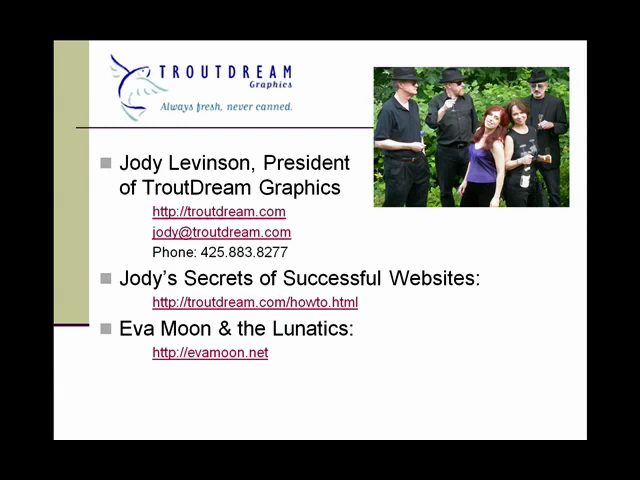 TROUTDREAM
Graphics
Always fresh, never canned.
Jody Levinson, President
of TroutDream Graphics
http://troutdream.com
jody@troutdream.com
Phone: 425.883.8277
Jody's Secrets of Successful Websites:
http://troutdream.com/howto.html
Eva Moon & the Lunatics:
http://evamoon.net